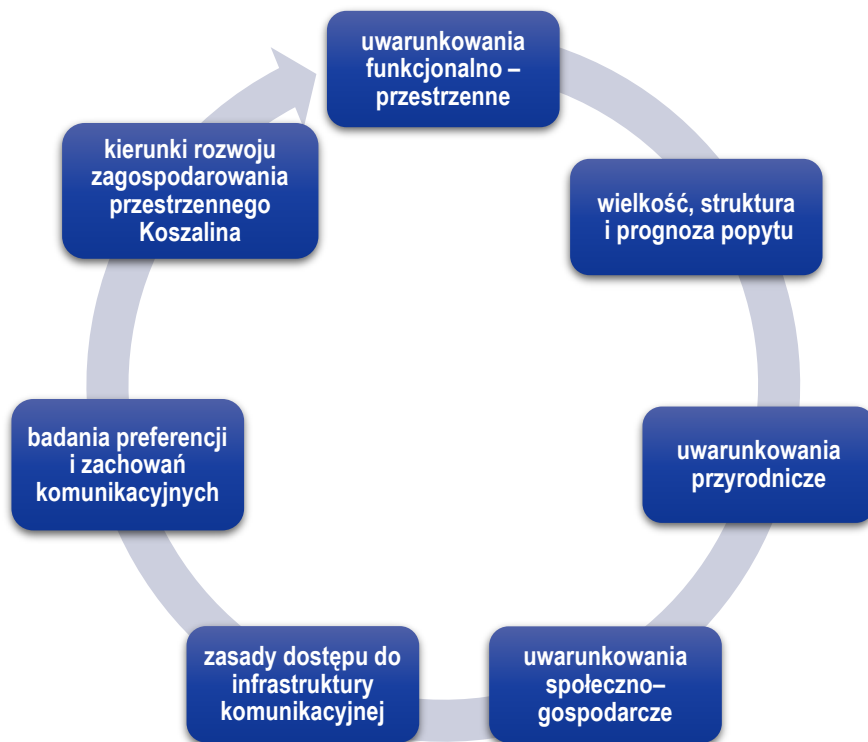 uwarunkowania
funkcjonalno –
przestrzenne
wielkość, struktura
i prognoza popytu
uwarunkowania
przyrodnicze
uwarunkowania
społeczno–
gospodarcze
zasady dostępu do
infrastruktury
komunikacyjnej
badania preferencji
i zachowań
komunikacyjnych
kierunki rozwoju
zagospodarowania
przestrzennego
Koszalina